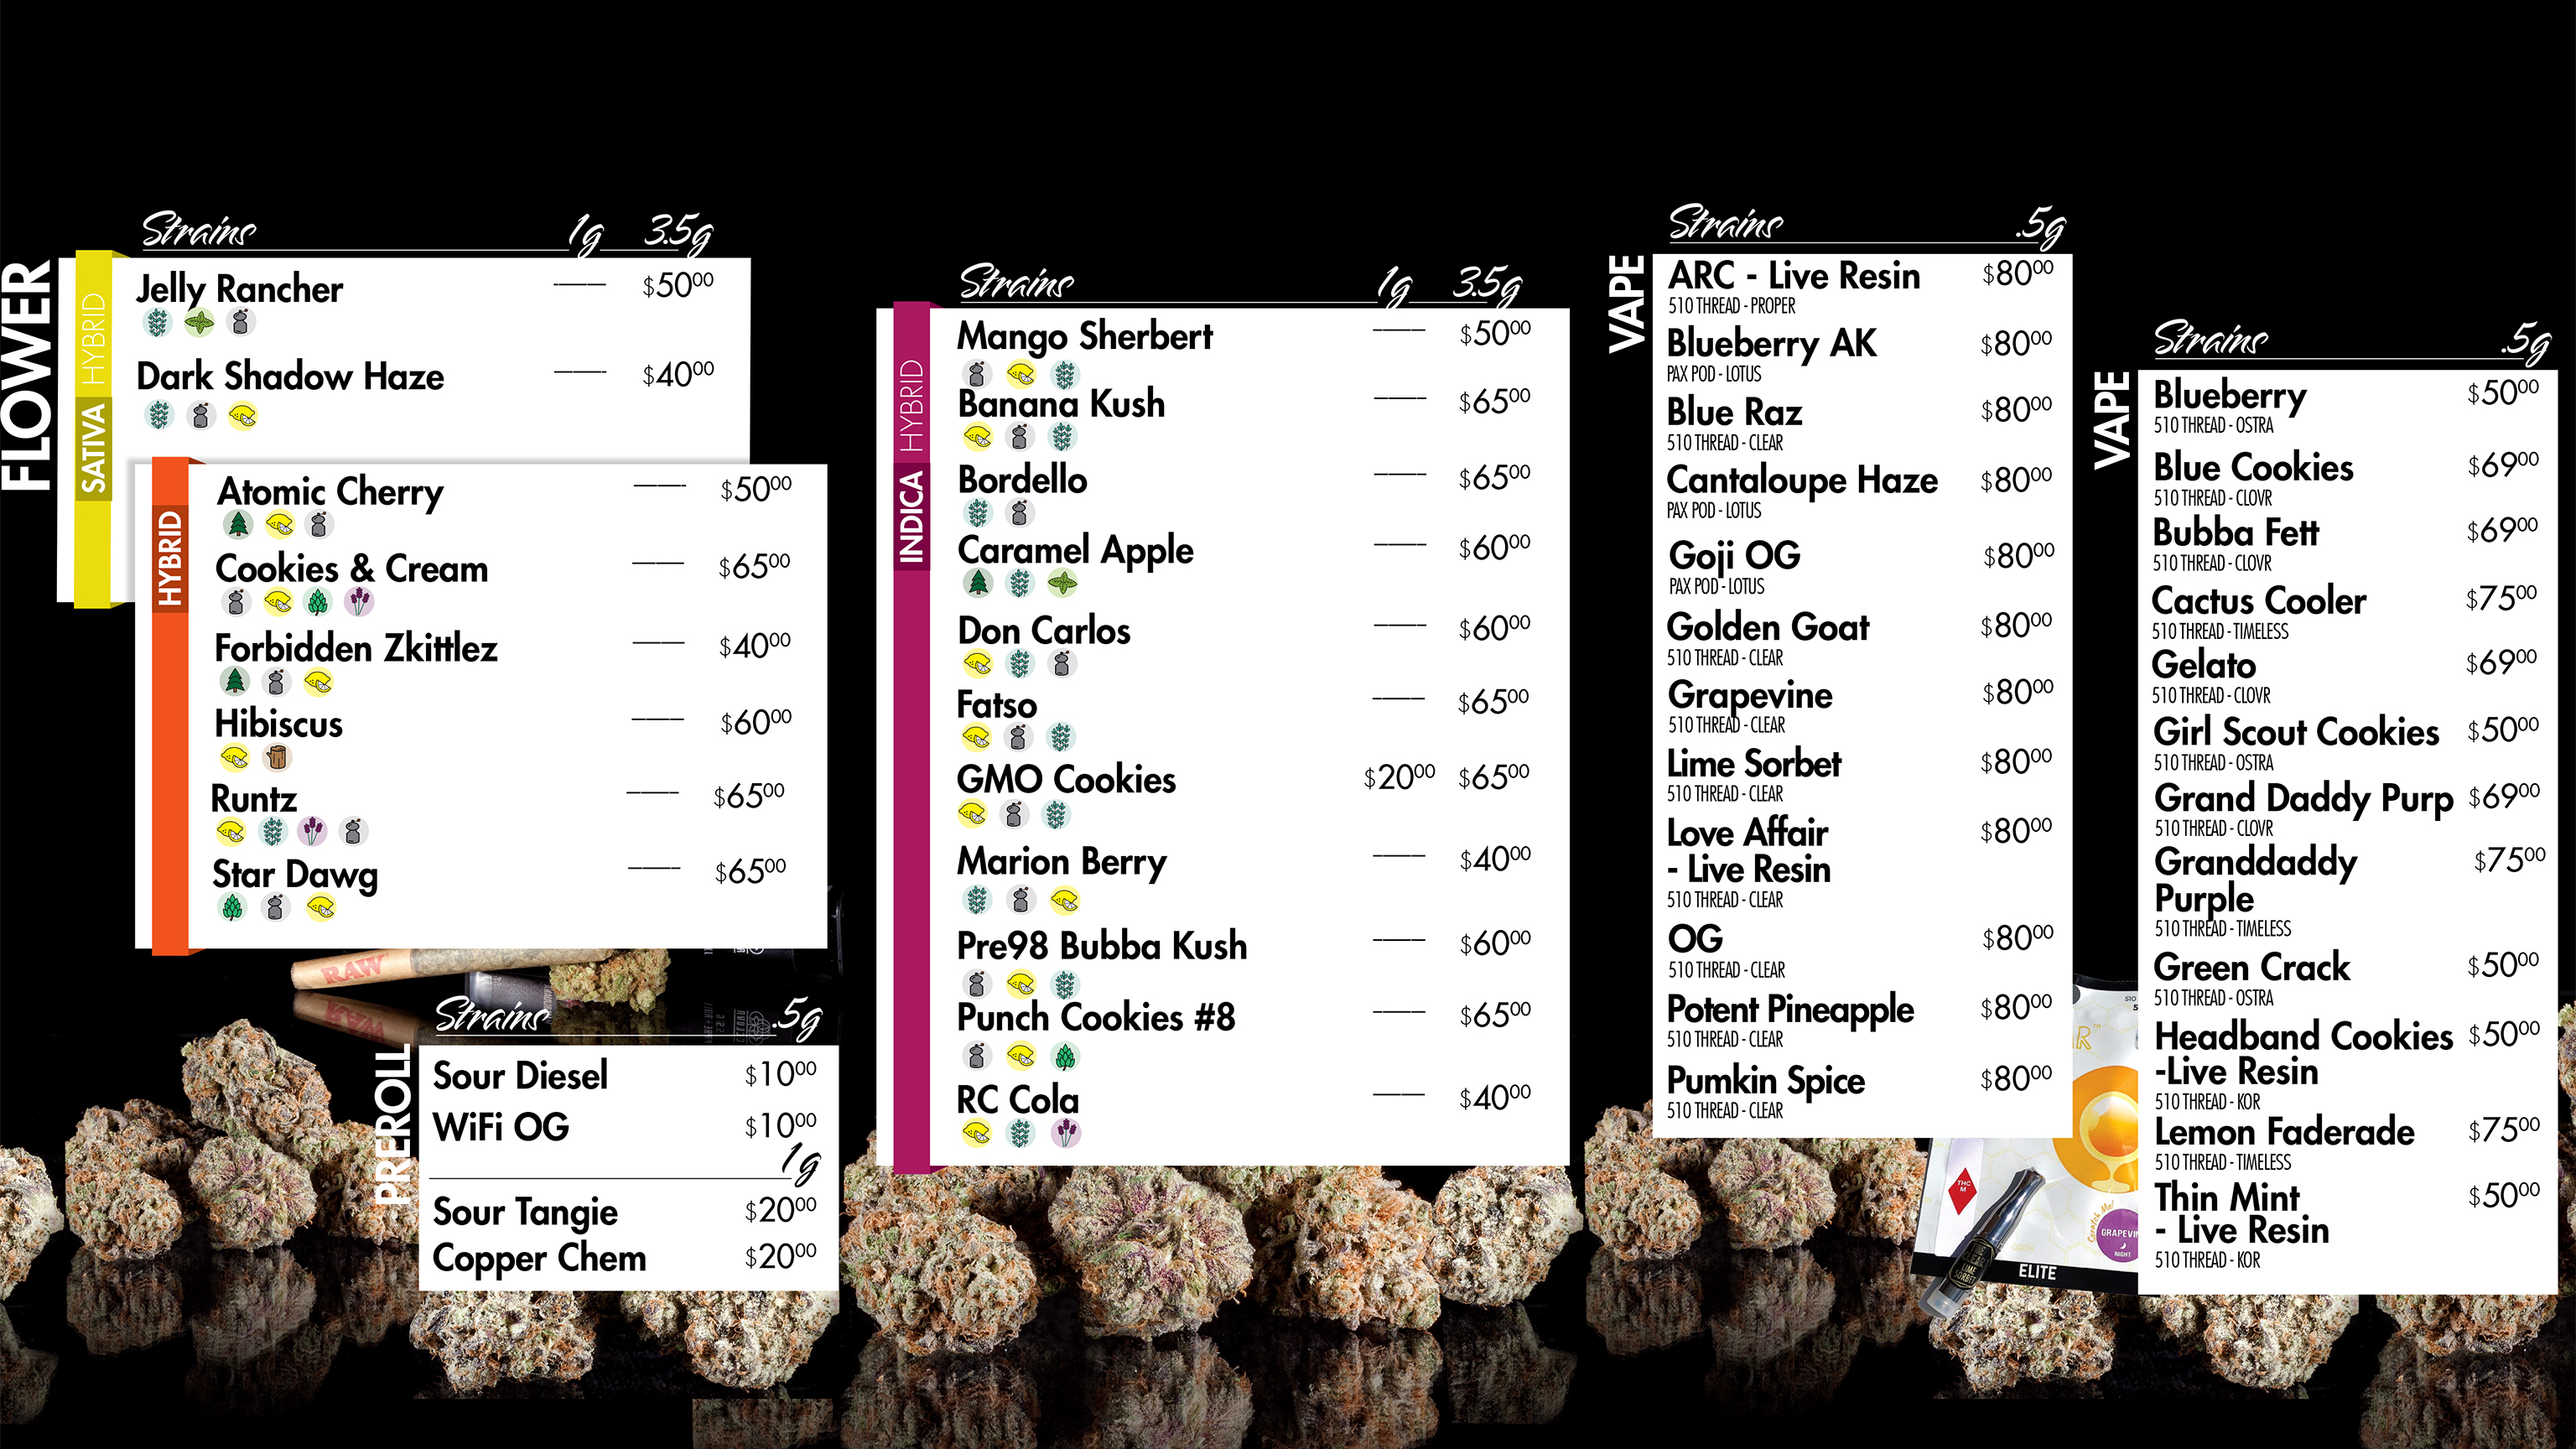 FLOWER
SATIVA HYBRID
Strains 1g 3.5g
Jelly Rancher —— $5000
Dark Shadow Haze —— $4000
HYBRID
Atomic Cherry —— $5000
Cookies & Cream —— $6500
Forbidden Zkittlez —— $4000
Hibiscus —— $6000
Runtz —— $6500
Star Dawg —— $6500
RAW
PREROLL
Strains .5g
Sour Diesel $1000
WiFi OG $1000
1g
Sour Tangie $2000
Copper Chem $2000
INDICA HYBRID
Strains 1g 3.5g
Mango Sherbert —— $5000
Banana Kush —— $6500
Bordello —— $6500
Caramel Apple —— $6000
Don Carlos —— $6000
Fatso —— $6500
GMO Cookies $2000 $6500
Marion Berry —— $4000
Pre98 Bubba Kush —— $6000
Punch Cookies #8 —— $6500
RC Cola —— $4000
VAPE
Strains .5g
ARC - Live Resin $8000
510 THREAD - PROPER
Blueberry AK $8000
PAX POD - LOTUS
Blue Raz $8000
510 THREAD - CLEAR
Cantaloupe Haze $8000
PAX POD - LOTUS
Goji OG $8000
PAX POD - LOTUS
Golden Goat $8000
510 THREAD - CLEAR
Grapevine $8000
510 THREAD - CLEAR
Lime Sorbet $8000
510 THREAD - CLEAR
Love Affair $8000
- Live Resin
510 THREAD - CLEAR
OG $8000
510 THREAD - CLEAR
Potent Pineapple $8000
510 THREAD - CLEAR
Pumkin Spice $8000
510 THREAD - CLEAR
VAPE
Strains .5g
Blueberry $5000
510 THREAD - OSTRA
Blue Cookies $6900
510 THREAD - CLOVR
Bubba Fett $6900
510 THREAD - CLOVR
Cactus Cooler $7500
510 THREAD - TIMELESS
Gelato $6900
510 THREAD - CLOVR
Girl Scout Cookies $5000
510 THREAD - OSTRA
Grand Daddy Purp $6900
510 THREAD - CLOVR
Granddaddy $7500
Purple
510 THREAD - TIMELESS
Green Crack $5000
510 THREAD - OSTRA
Headband Cookies $5000
-Live Resin
510 THREAD - KOR
Lemon Faderade $7500
510 THREAD - TIMELESS
Thin Mint $5000
- Live Resin
510 THREAD - KOR
THC
M
Scratch Me!
NIGHT
ELITE